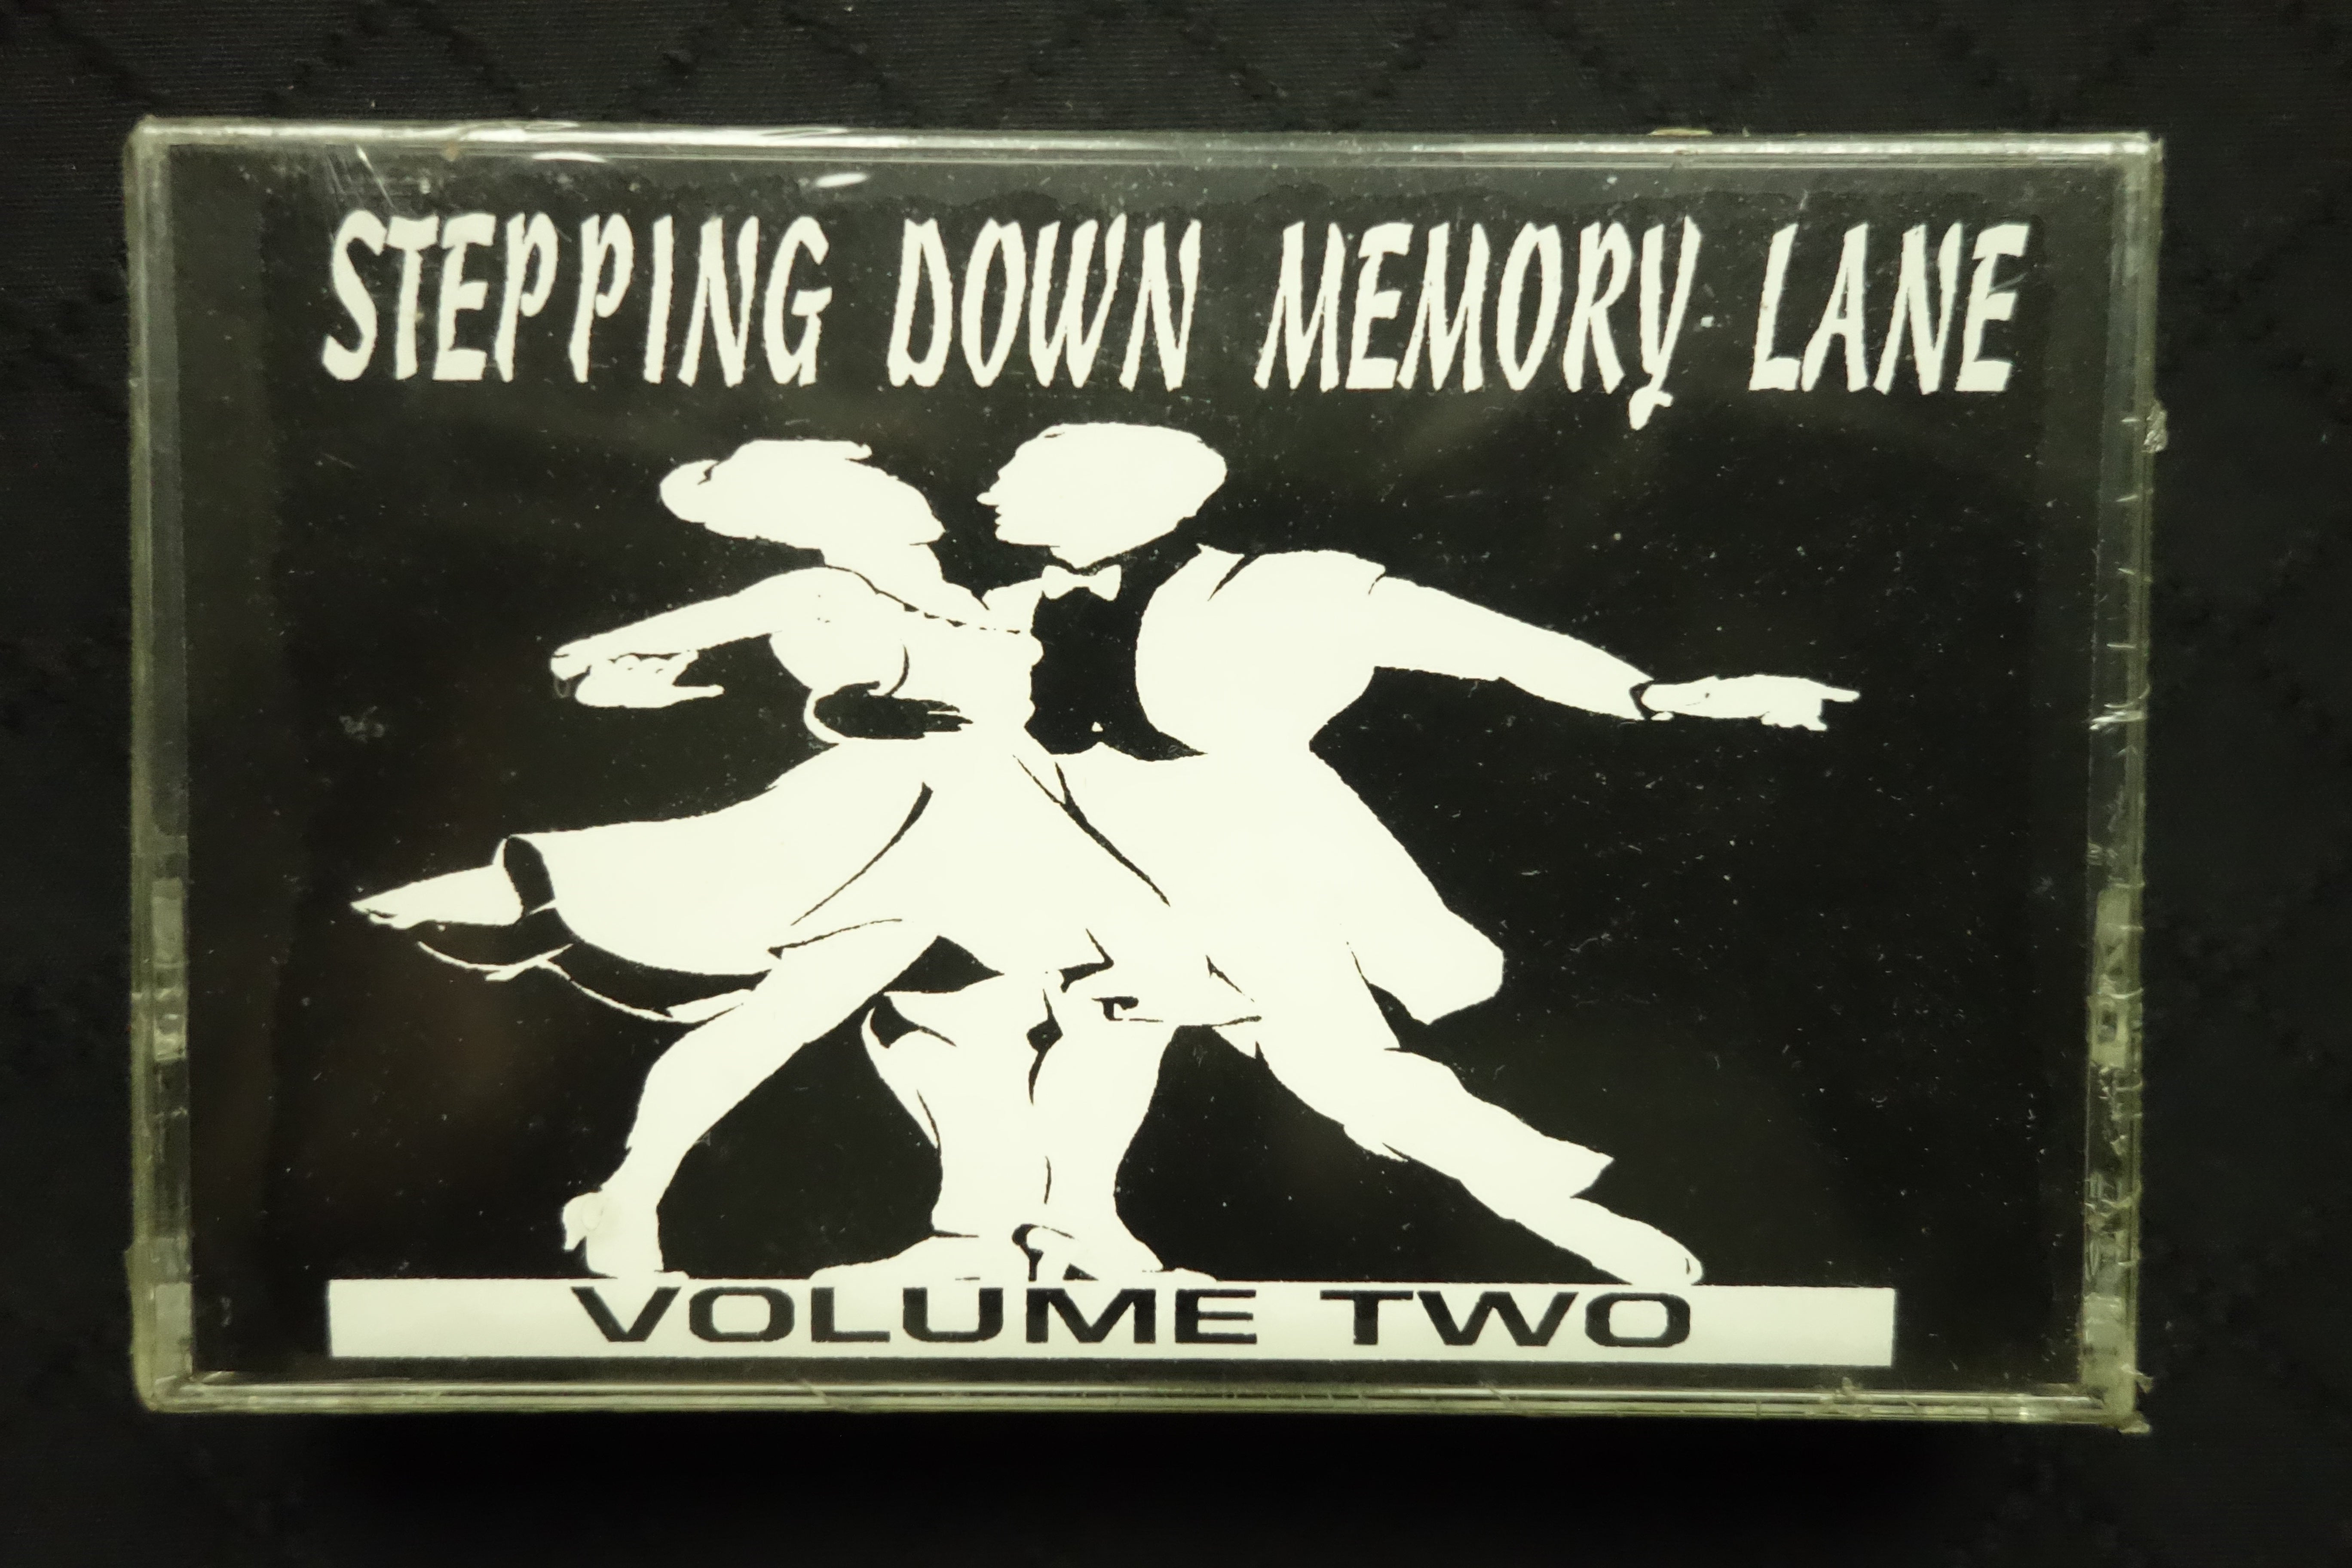 STEPPING DOWN MEMORY LANE
VOLUME TWO